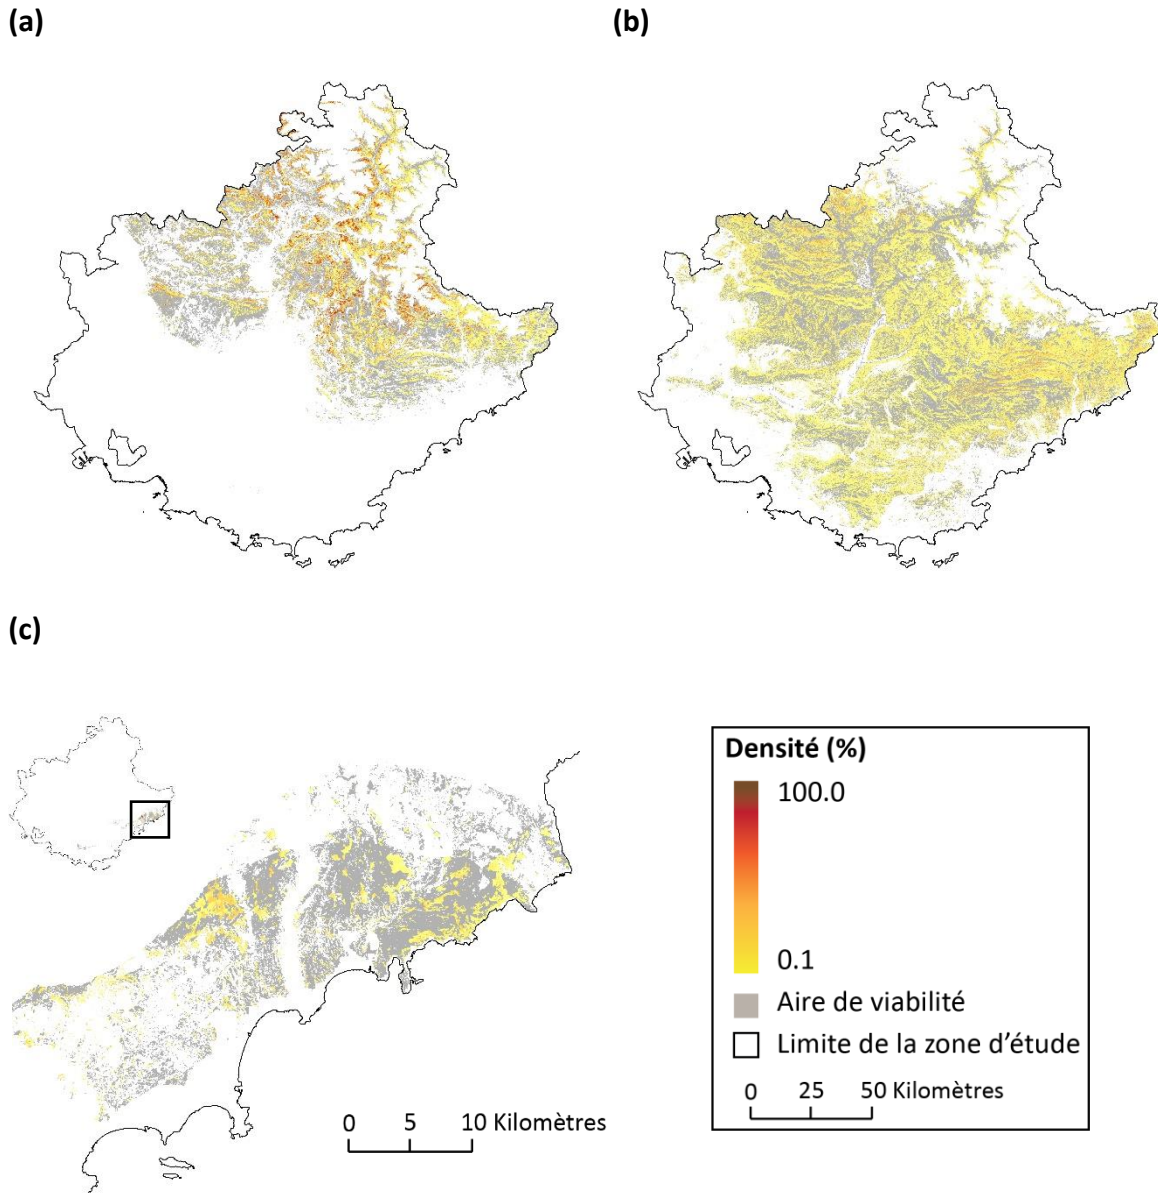 (a)
(b)
(c)
Densité (%)
100.0
0.1
Aire de viabilité
Limite de la zone d'étude
0 25 50 Kilomètres
0 5 10 Kilomètres